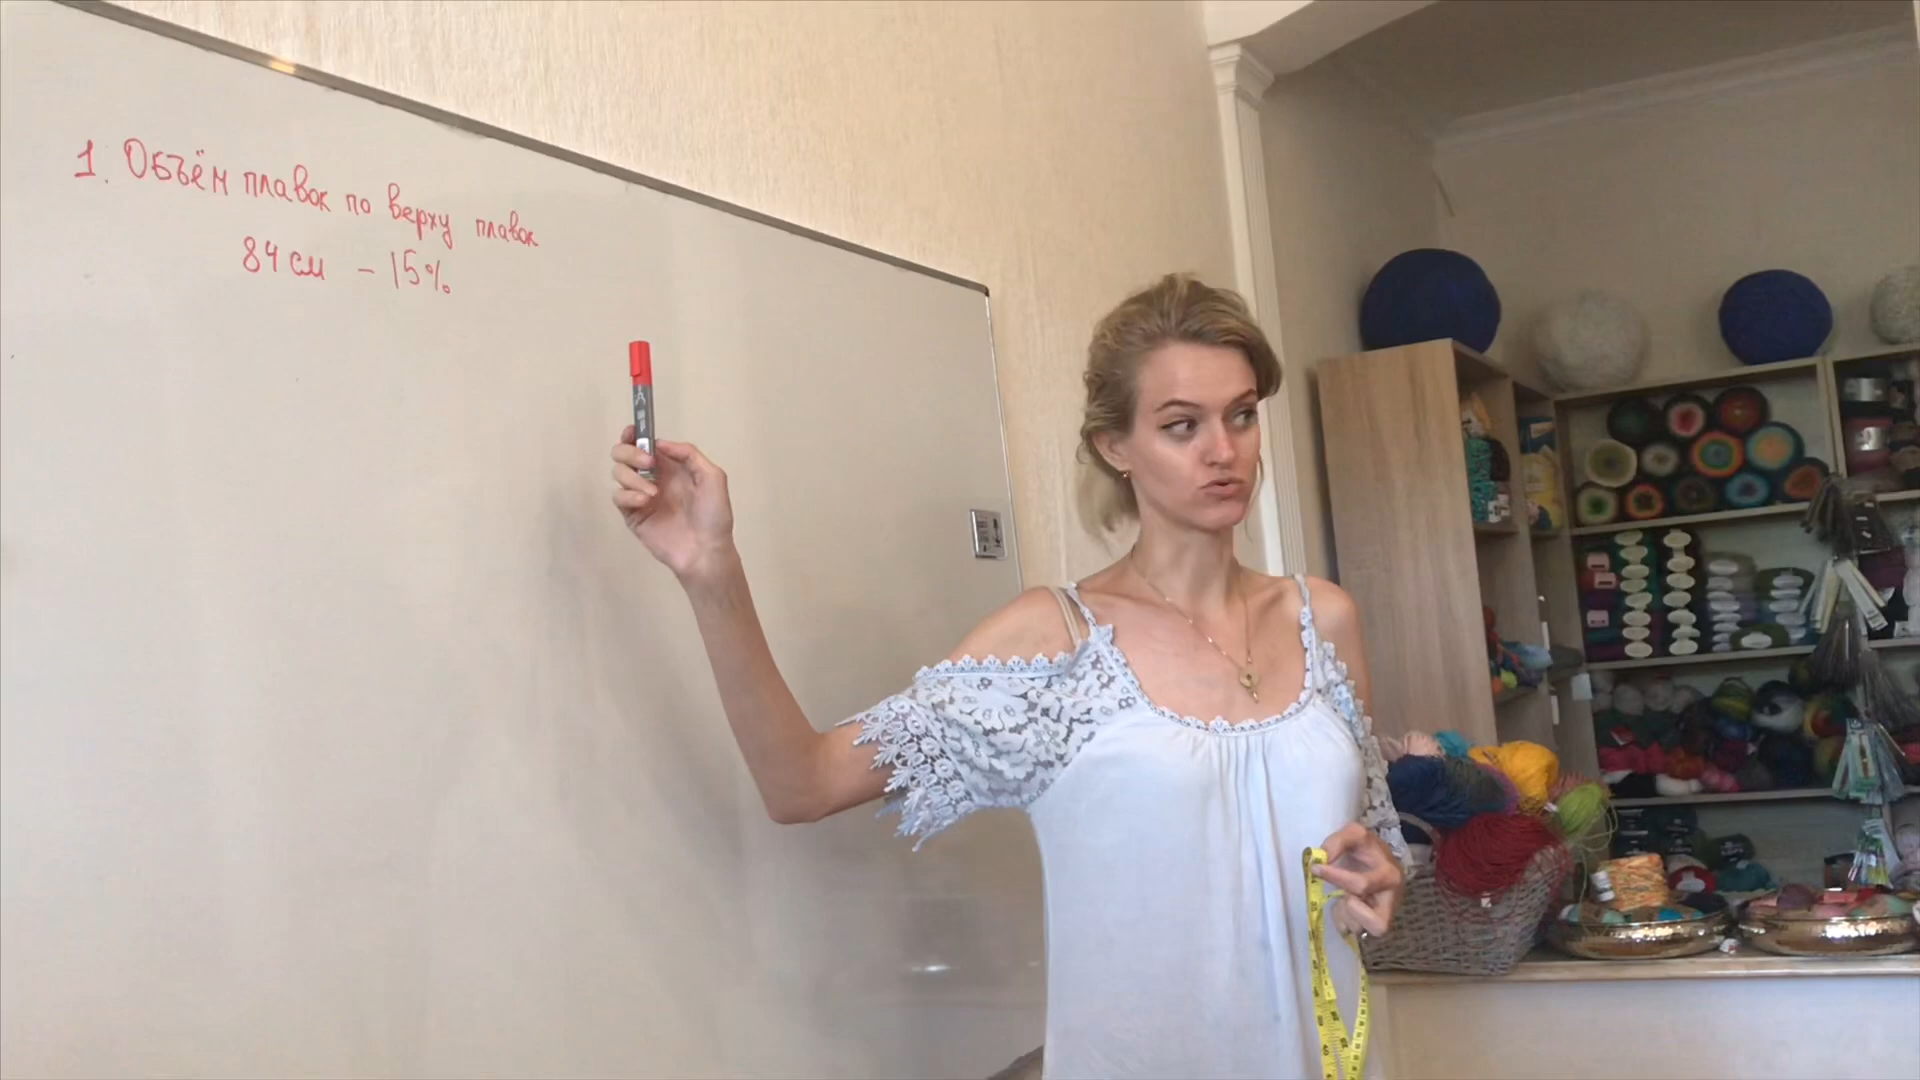 1. Объём плавок по верху плавок
84 см - 15%